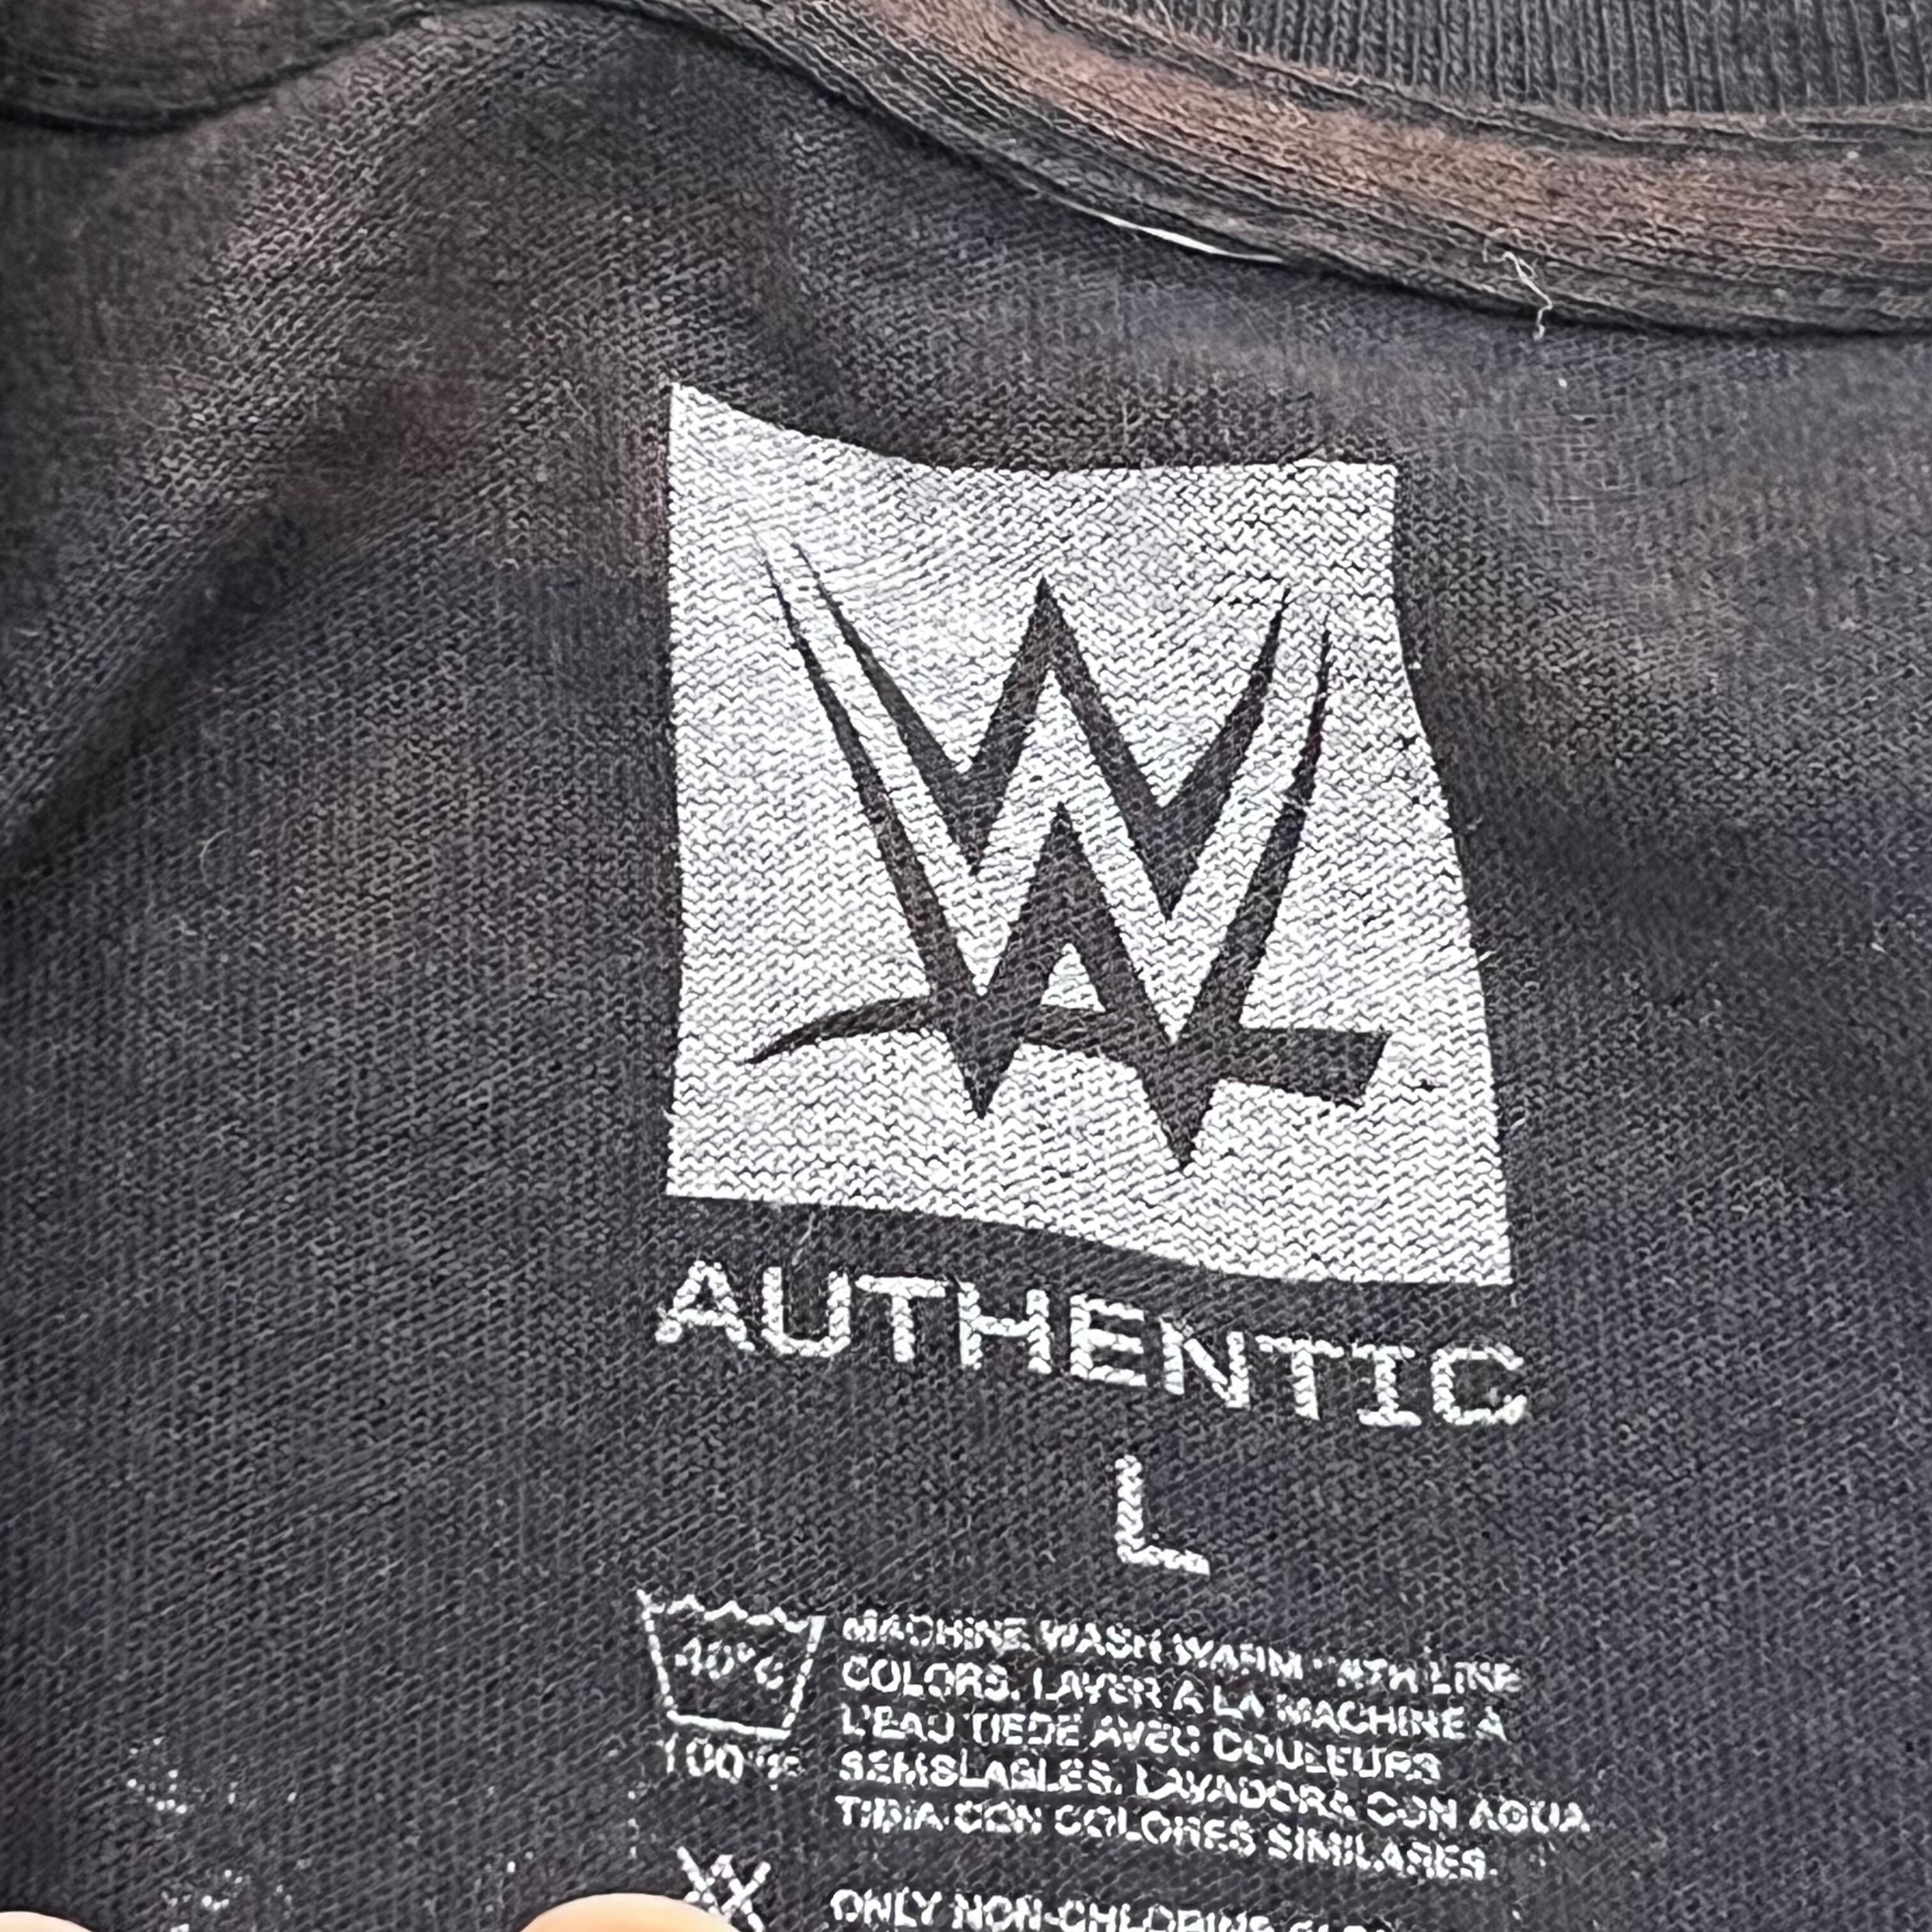 W
AUTHENTIC
L
40°C MACHINE WASH WARM WITH LIKE
COLORS. LAVER A LA MACHINE A
L'EAU TIEDE AVEC COULEURS
100°F SEMBLABLES. LAVADORA CON AGUA
TIBIA CON COLORES SIMILARES.
ONLY NON-CHLORINE